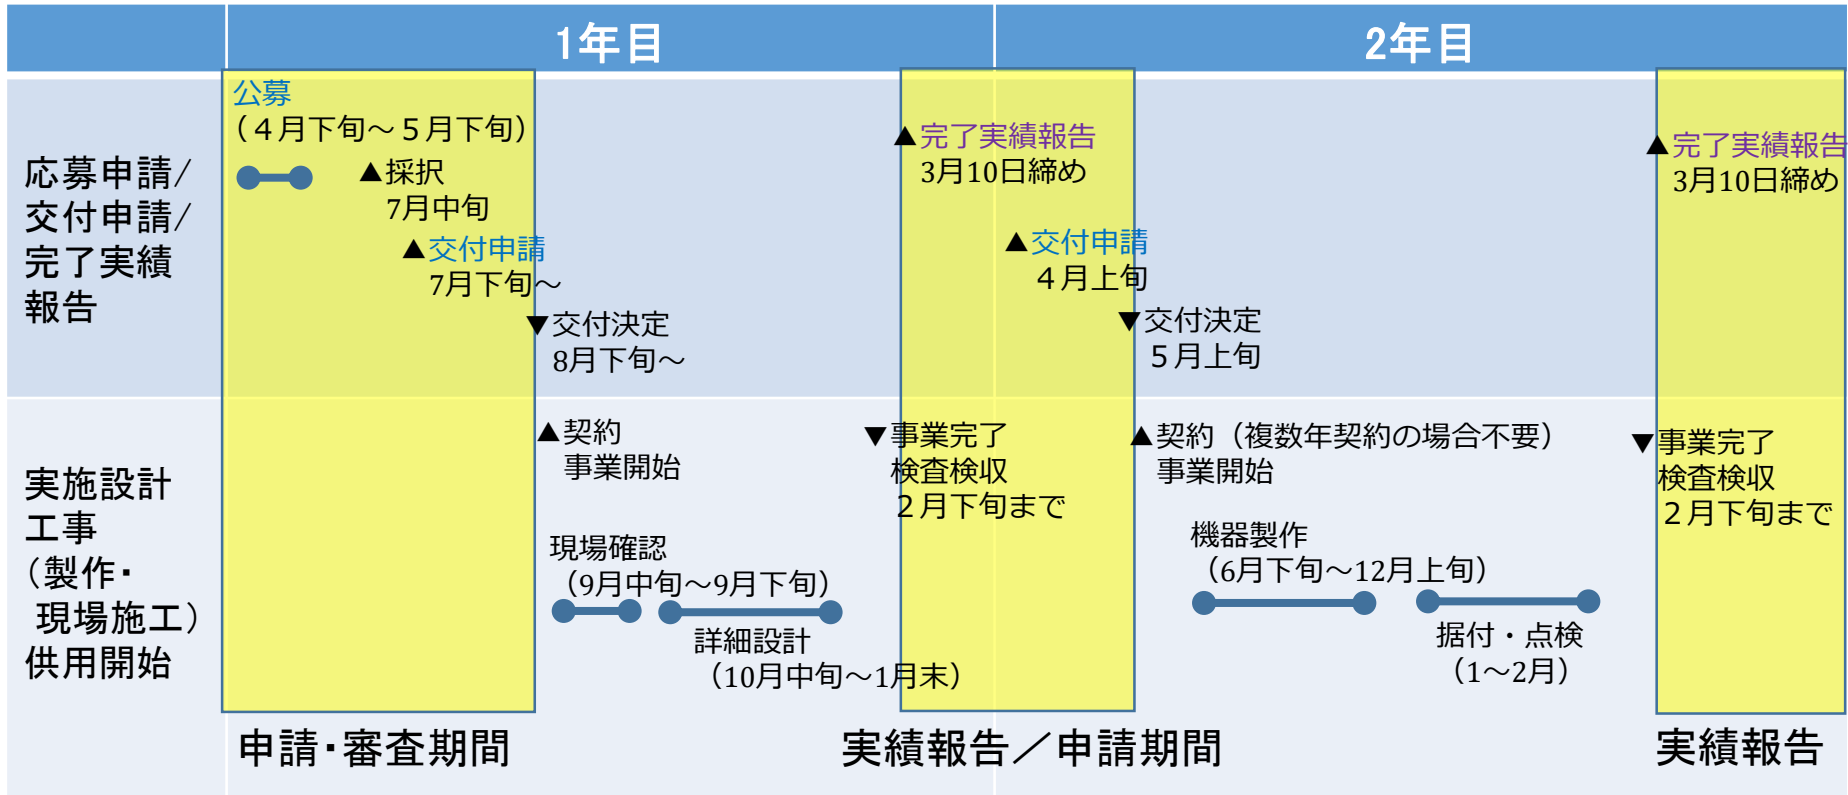 1年目
2年目
応募申請/
交付申請/
完了実績
報告
公募
（４月下旬～５月下旬）
▲採択
7月中旬
▲交付申請
7月下旬～
▼交付決定
8月下旬～
▲完了実績報告
3月10日締め
▲交付申請
４月上旬
▼交付決定
５月上旬
▲完了実績報告
3月10日締め
実施設計
工事
（製作・
現場施工）
供用開始
▲契約
事業開始
現場確認
（9月中旬～9月下旬）
詳細設計
（10月中旬～1月末）
▼事業完了
検査検収
２月下旬まで
▲契約（複数年契約の場合不要）
事業開始
機器製作
（6月下旬～12月上旬）
据付・点検
（1～2月）
▼事業完了
検査検収
２月下旬まで
申請・審査期間
実績報告／申請期間
実績報告